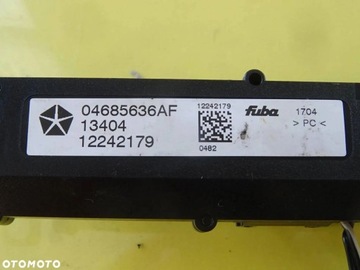 04685636AF
13404
12242179
12242179
0482
fuba
1704
> PC <
OTOMOTO